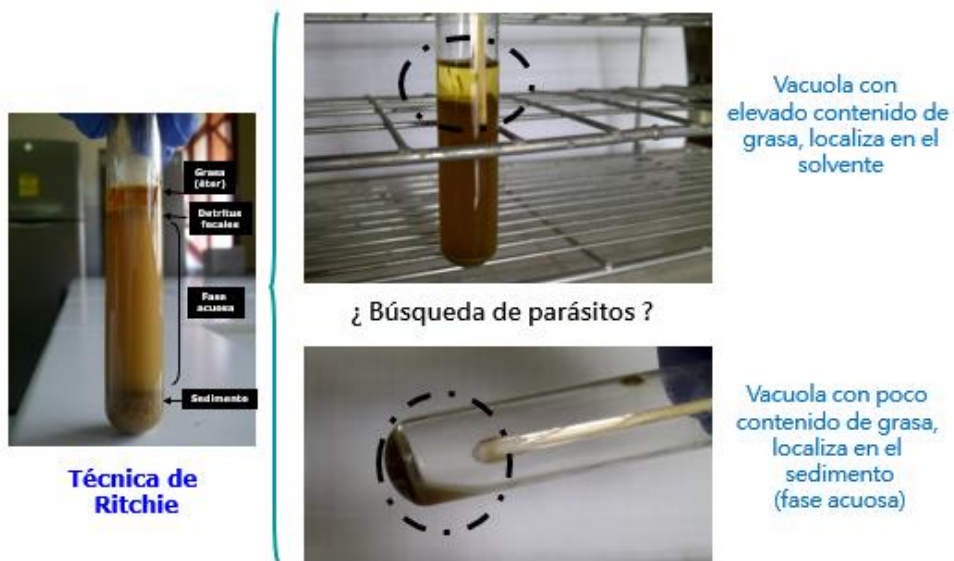 Grasa
(éter)
Detritus
fecales
Fase
acuosa
Sedimento
Técnica de
Ritchie
Vacuola con
elevado contenido de
grasa, localiza en el
solvente
¿ Búsqueda de parásitos ?
Vacuola con poco
contenido de grasa,
localiza en el
sedimento
(fase acuosa)